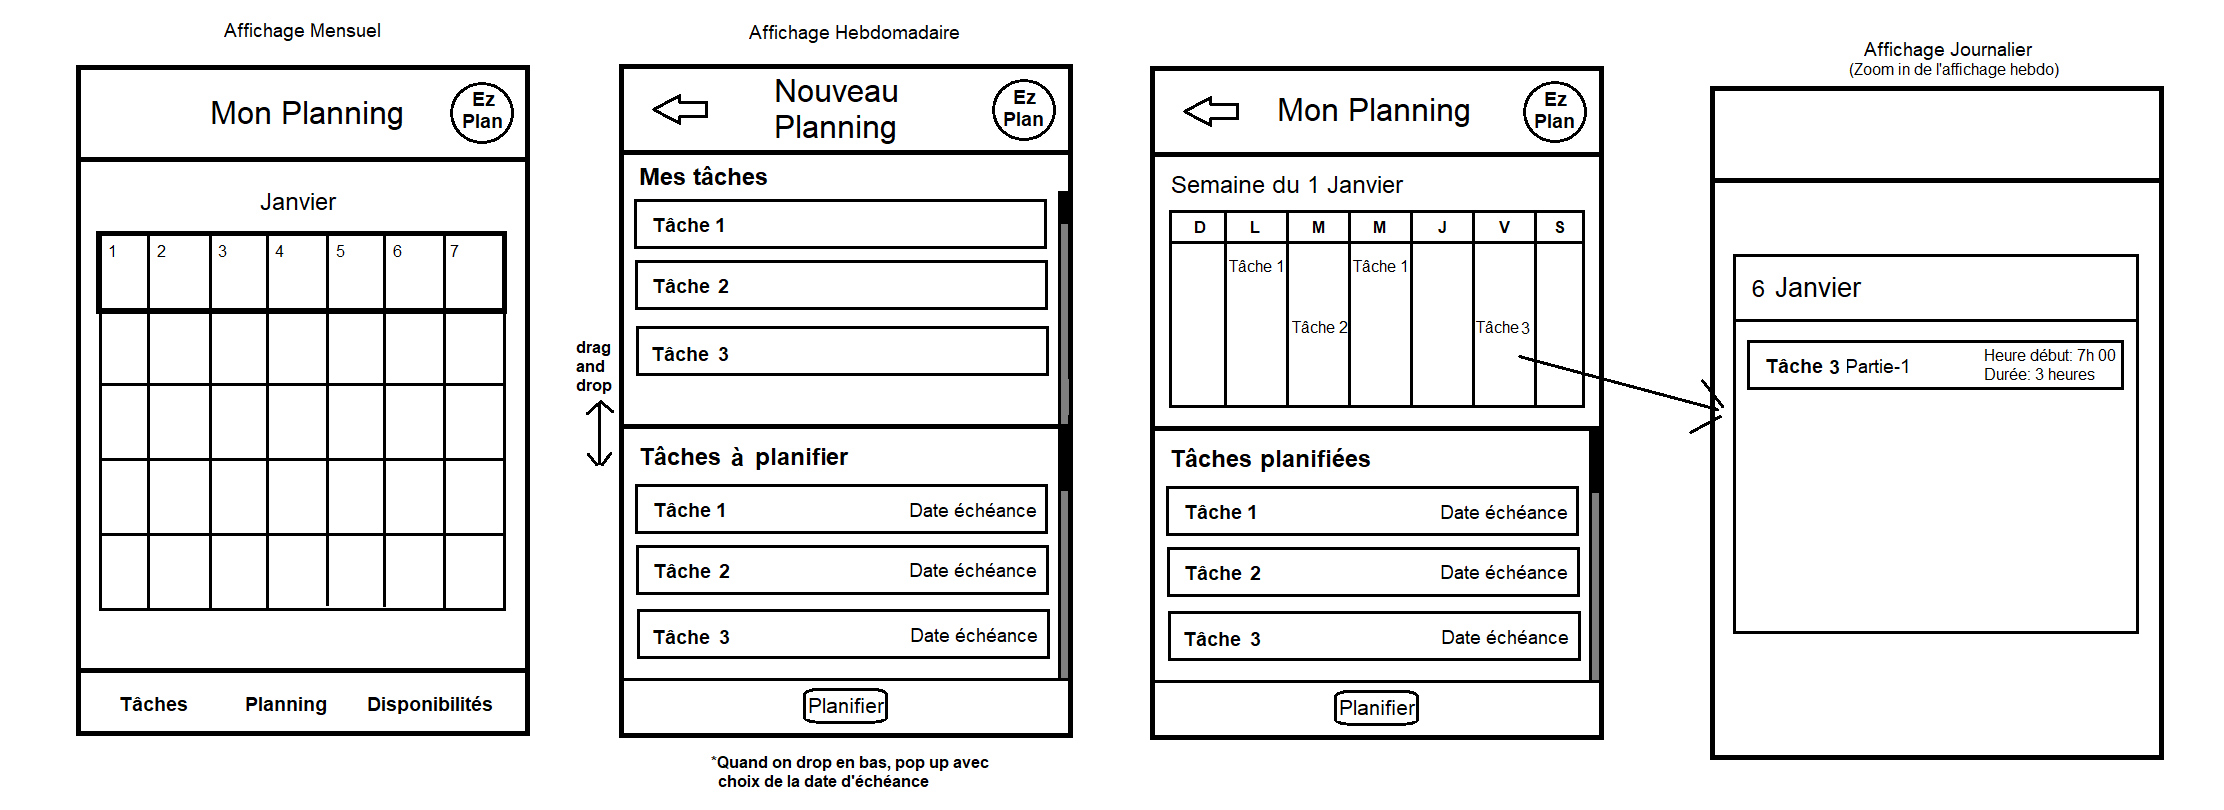 Affichage Mensuel
Mon Planning
Ez
Plan
Janvier
1 2 3 4 5 6 7
Tâches Planning Disponibilités
Affichage Hebdomadaire
Nouveau
Planning
Ez
Plan
Mes tâches
Tâche 1
Tâche 2
Tâche 3
drag
and
drop
Tâches à planifier
Tâche 1 Date échéance
Tâche 2 Date échéance
Tâche 3 Date échéance
Planifier
*Quand on drop en bas, pop up avec
choix de la date d'échéance
Mon Planning
Ez
Plan
Semaine du 1 Janvier
D L M M J V S
Tâche 1 Tâche 1
Tâche 2 Tâche 3
Tâches planifiées
Tâche 1 Date échéance
Tâche 2 Date échéance
Tâche 3 Date échéance
Planifier
Affichage Journalier
(Zoom in de l'affichage hebdo)
6 Janvier
Tâche 3 Partie-1
Heure début: 7h 00
Durée: 3 heures